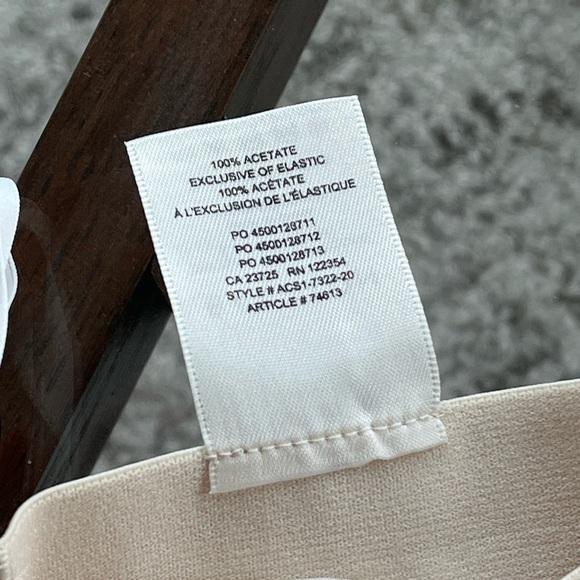 100% ACETATE
EXCLUSIVE OF ELASTIC
100% ACÉTATE
À L'EXCLUSION DE L'ÉLASTIQUE
PO 4500128711
PO 4500128712
PO 4500128713
CA 23725 RN 122354
STYLE # ACS1-7322-20
ARTICLE # 74613